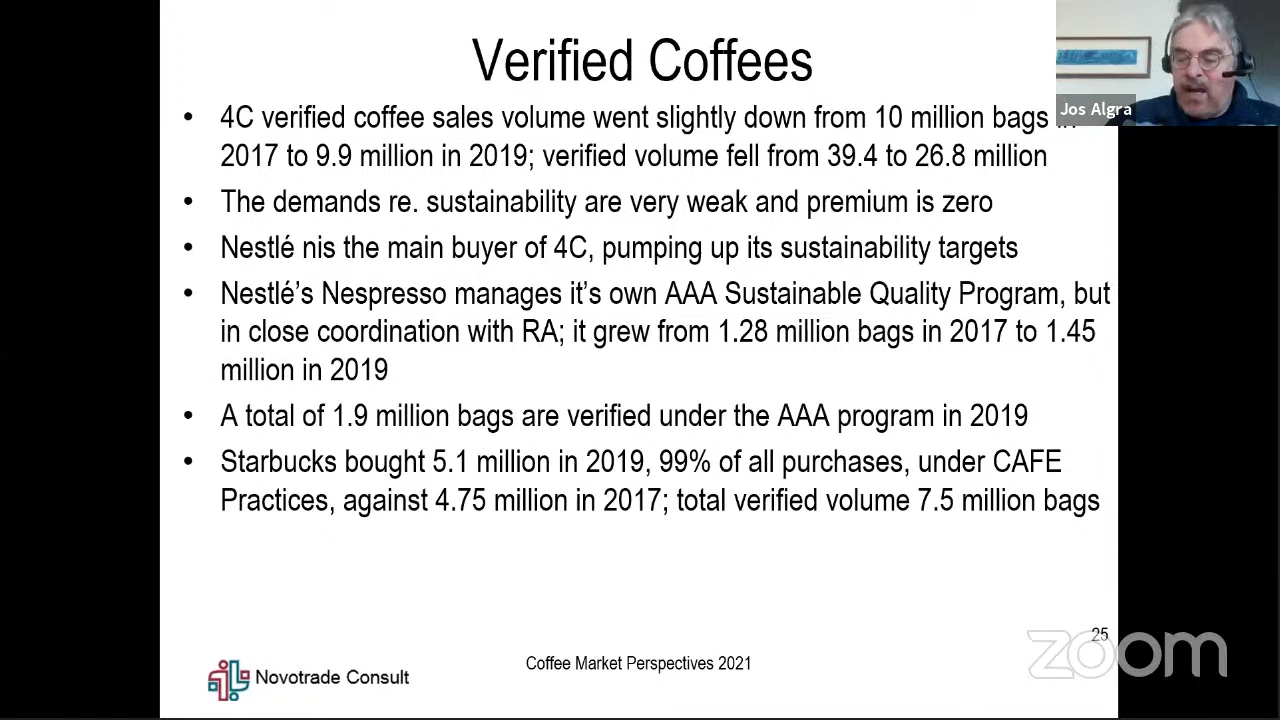 Verified Coffees
• 4C verified coffee sales volume went slightly down from 10 million bags in
2017 to 9.9 million in 2019; verified volume fell from 39.4 to 26.8 million
• The demands re. sustainability are very weak and premium is zero
• Nestlé nis the main buyer of 4C, pumping up its sustainability targets
• Nestlé’s Nespresso manages it’s own AAA Sustainable Quality Program, but
in close coordination with RA; it grew from 1.28 million bags in 2017 to 1.45
million in 2019
• A total of 1.9 million bags are verified under the AAA program in 2019
• Starbucks bought 5.1 million in 2019, 99% of all purchases, under CAFE
Practices, against 4.75 million in 2017; total verified volume 7.5 million bags
Jos Algra
25
Novotrade Consult
Coffee Market Perspectives 2021
zoom